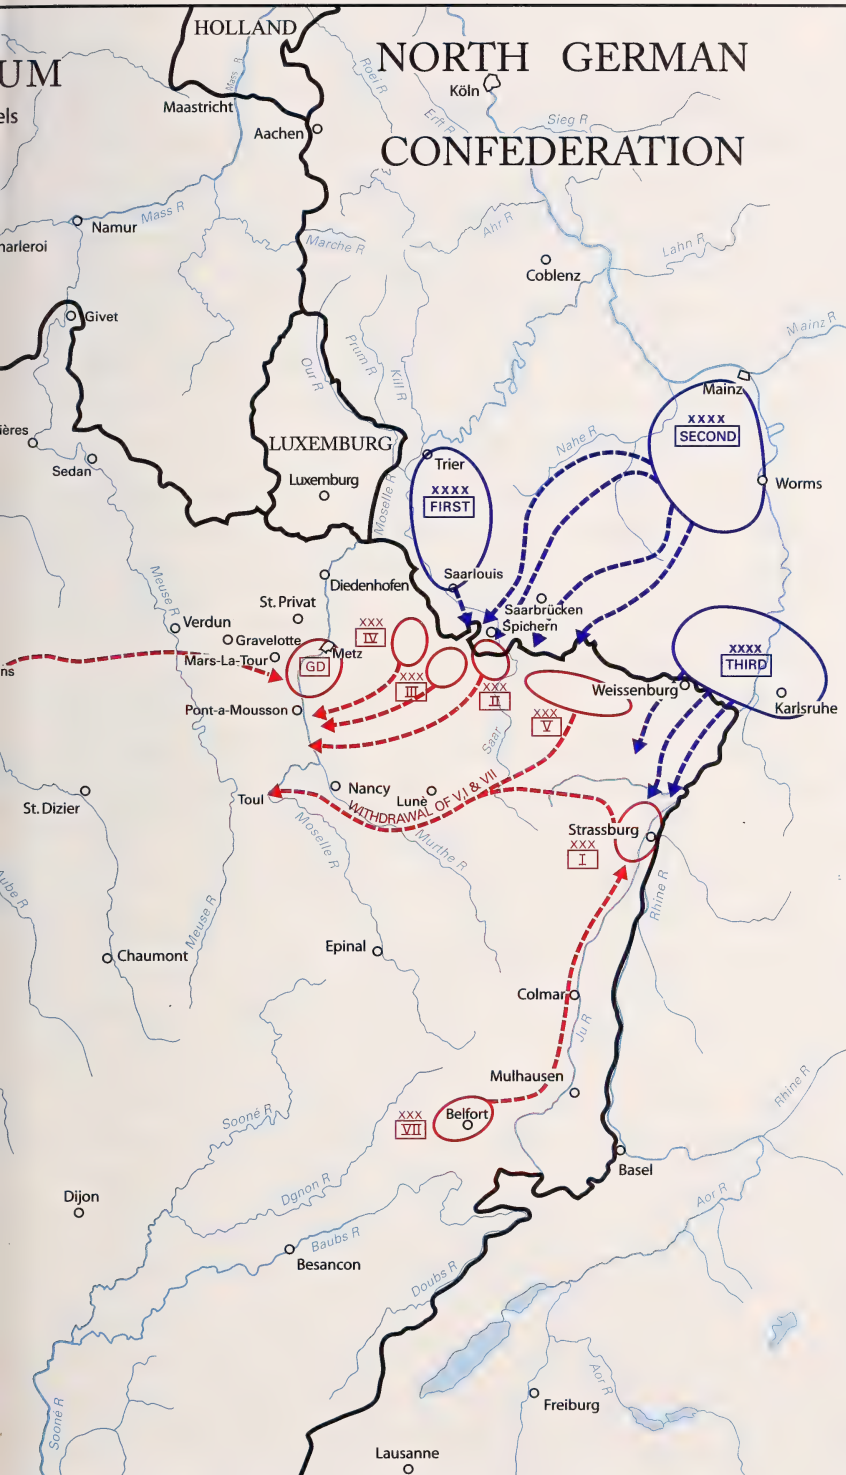 HOLLAND
NORTH GERMAN
CONFEDERATION
UM
els
Maastricht
Mass. R
Aachen
Roei R
Köln
Erft R
Sieg R
Namur
Mass R
harleroi
Marche R
Ahr R
Lahn R
Coblenz
Givet
Mainz R
Our R
Prum R
Kill R
Mainz
ières
Sedan
LUXEMBURG
Luxemburg
Moselle R
Trier
XXXX
FIRST
Nahe R
XXXX
SECOND
Worms
Meuse R
Diedenhofen
Saarlouis
St. Privat
Verdun
Gravelotte
Mars-La-Tour
Metz
GD
ns
XXX
IV
XXX
III
XXX
II
Saarbrücken
Spichern
XXX
V
Weissenburg
XXXX
THIRD
Karlsruhe
Pont-a-Mousson
Saar
Nancy
Lunè
Toul
WITHDRAWAL OF V, I & VII
St. Dizier
Moselle R
Murthe R
Strassburg
XXX
I
Rhine R
Aube R
Meuse R
Chaumont
Epinal
Colmar
Ju R
Mulhausen
Rhine R
Sooné R
XXX
VII
Belfort
Basel
Dijon
Dgnon R
Aor R
Baubs R
Besancon
Doubs R
Aor R
Freiburg
Sooné R
Lausanne